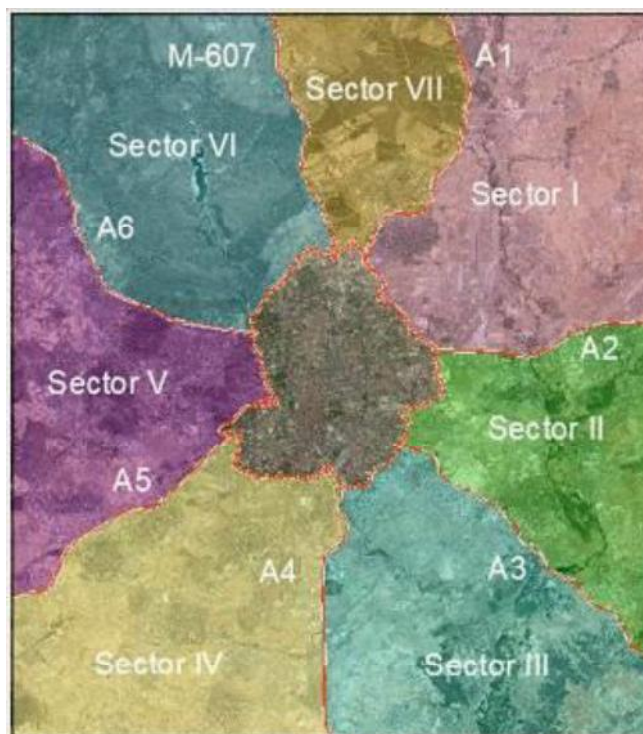 M-607
A1
Sector VII
Sector VI
Sector I
A6
A2
Sector V
Sector II
A5
A4
A3
Sector IV
Sector III